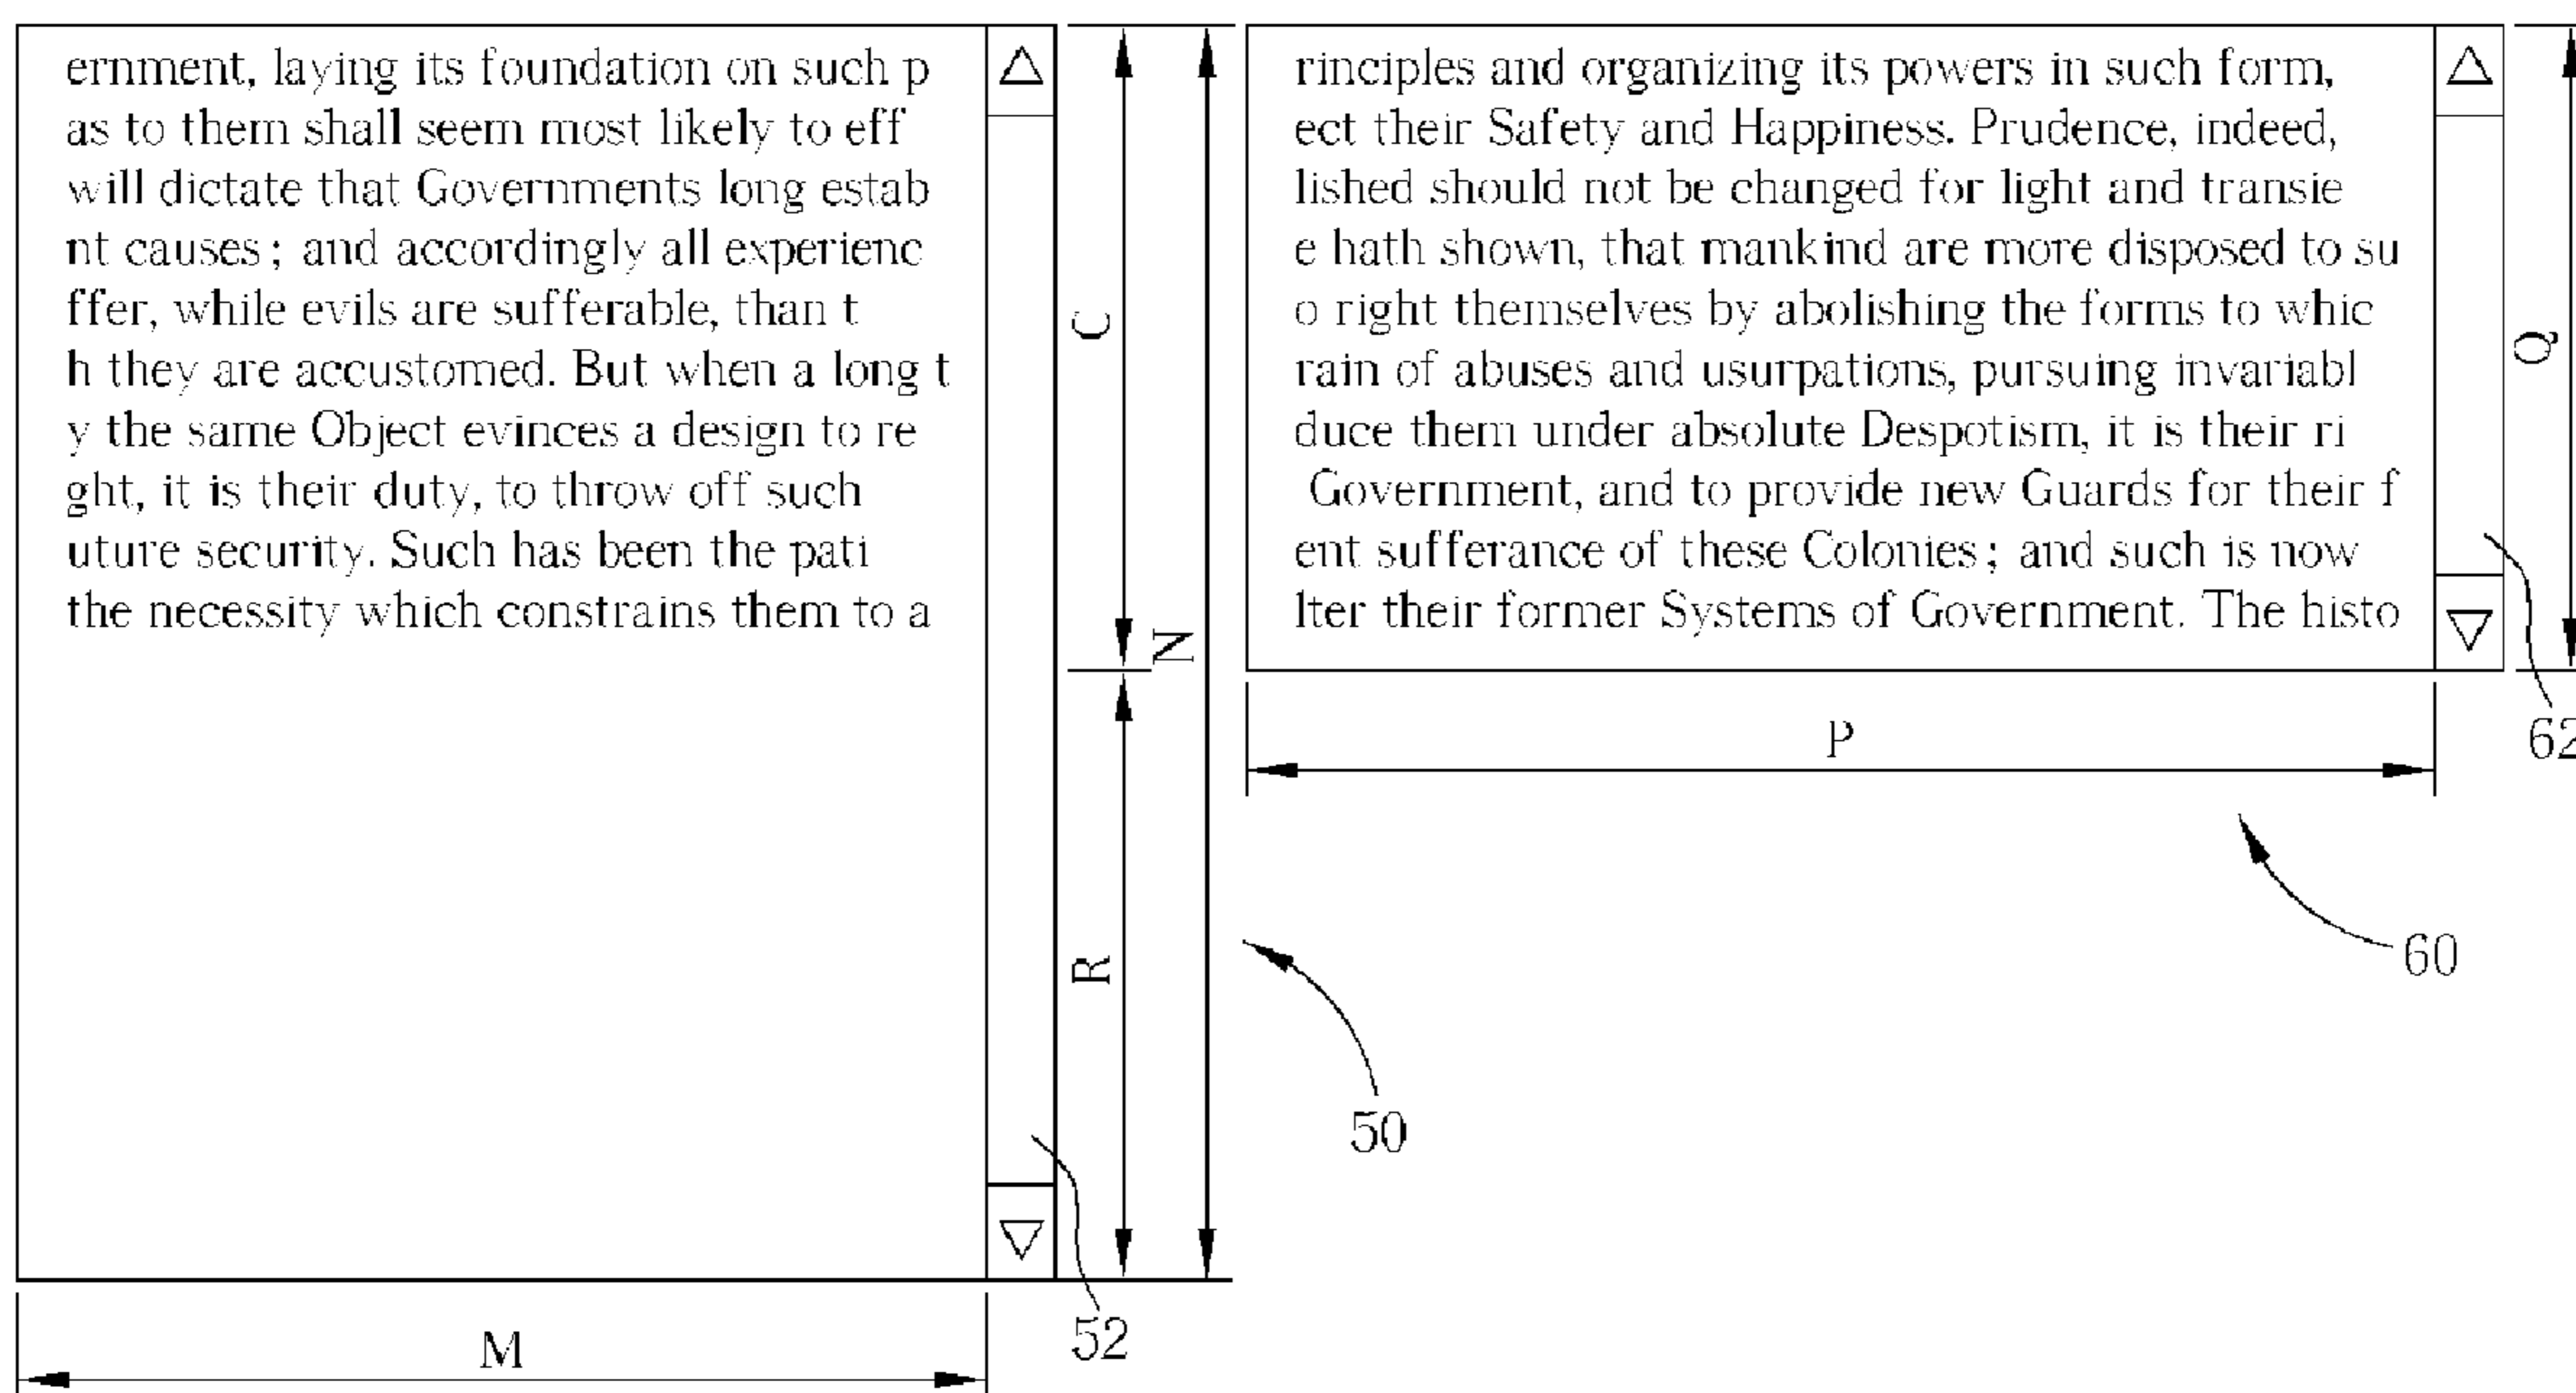 ernment, laying its foundation on such p
as to them shall seem most likely to eff
will dictate that Governments long estab
nt causes; and accordingly all experienc
ffer, while evils are sufferable, than t
h they are accustomed. But when a long t
y the same Object evinces a design to re
ght, it is their duty, to throw off such
uture security. Such has been the pati
the necessity which constrains them to a
C
N
R
M
52
50
rinciples and organizing its powers in such form,
ect their Safety and Happiness. Prudence, indeed,
lished should not be changed for light and transie
e hath shown, that mankind are more disposed to su
o right themselves by abolishing the forms to whic
rain of abuses and usurpations, pursuing invariabl
duce them under absolute Despotism, it is their ri
Government, and to provide new Guards for their f
ent sufferance of these Colonies; and such is now
lter their former Systems of Government. The histo
Q
P
62
60